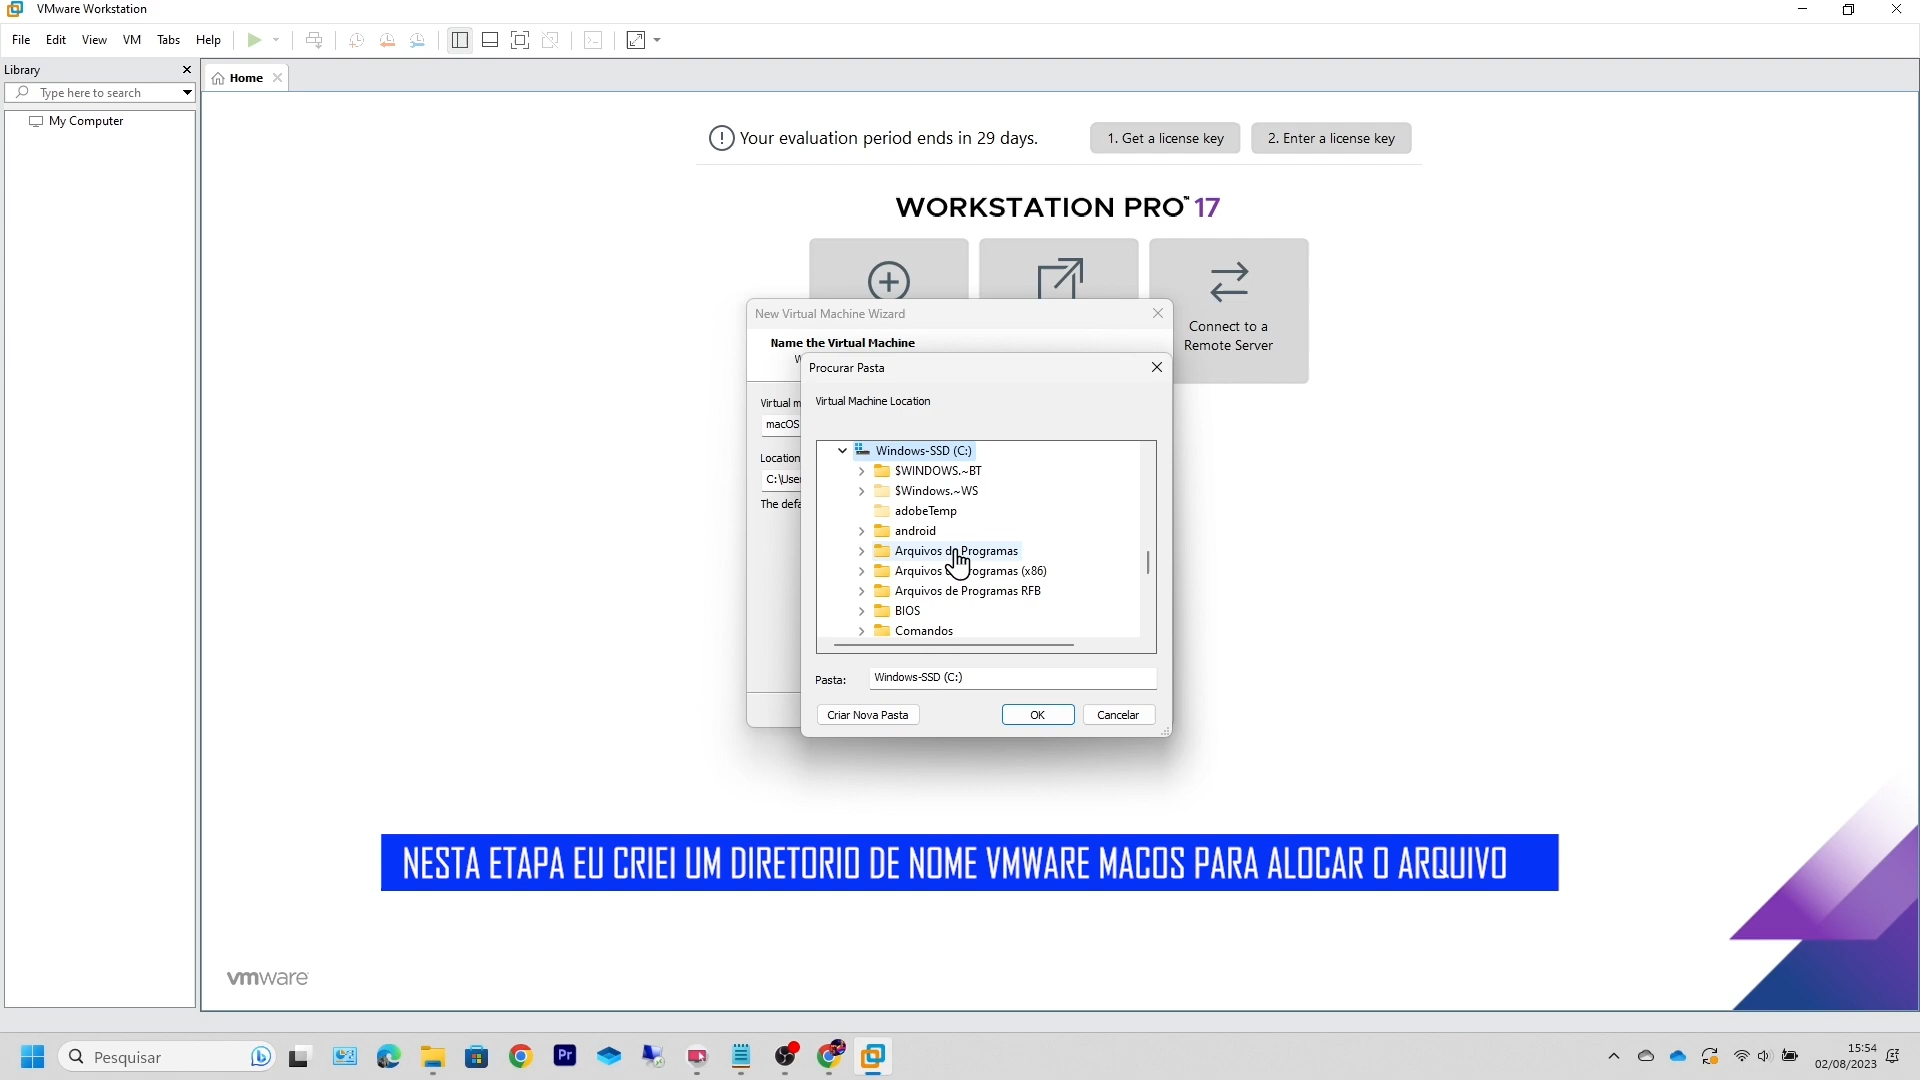 VMware Workstation
File Edit View VM Tabs Help
Library
Home
Type here to search
My Computer
Your evaluation period ends in 29 days.
1. Get a license key
2. Enter a license key
WORKSTATION PRO™ 17
Connect to a
Remote Server
New Virtual Machine Wizard
Name the Virtual Machine
Procurar Pasta
Virtual Machine Location
Virtual m
macOS
Location
C:\User
The defa
Windows-SSD (C:)
$WINDOWS.~BT
$Windows.~WS
adobeTemp
android
Arquivos de Programas
Arquivos de Programas (x86)
Arquivos de Programas RFB
BIOS
Comandos
Pasta:
Windows-SSD (C:)
Criar Nova Pasta
OK
Cancelar
NESTA ETAPA EU CRIEI UM DIRETORIO DE NOME VMWARE MACOS PARA ALOCAR O ARQUIVO
vmware
Pesquisar
Pr
15:54
02/08/2023